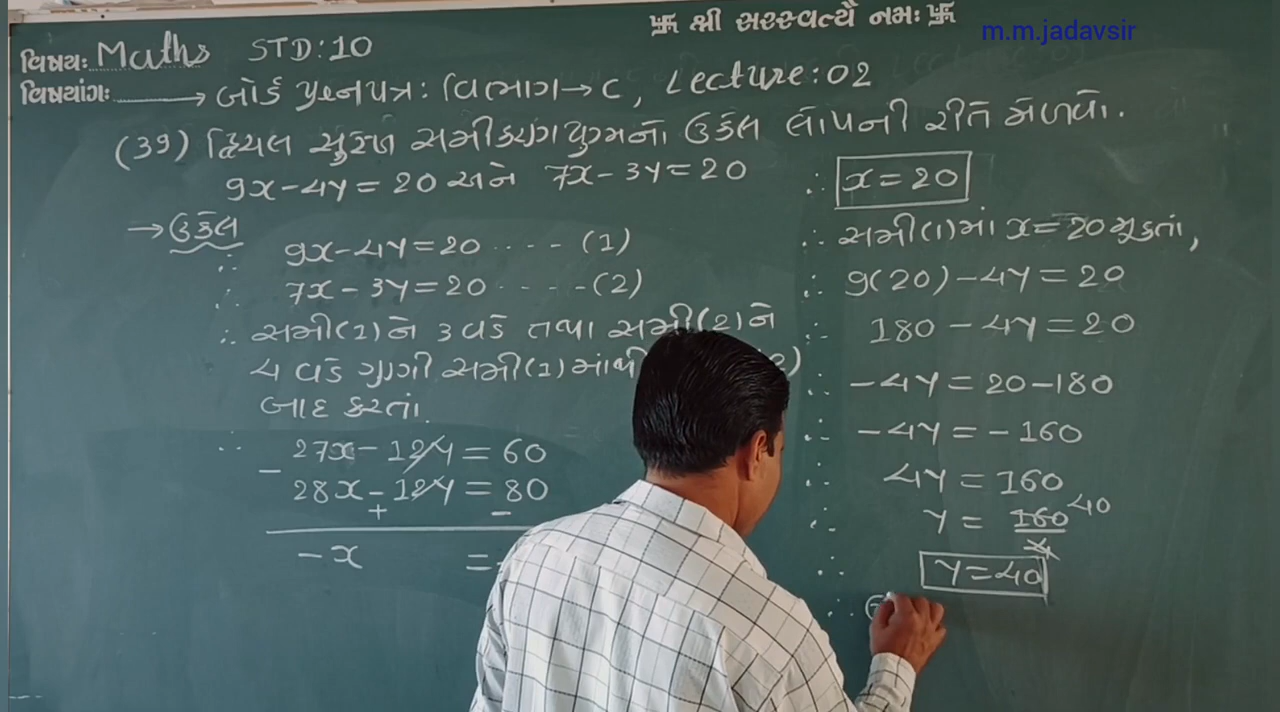 卐 શ્રી સરસ્વત્યૈ નમઃ 卐
m.m.jadavsir
વિષયઃ Maths STD:10
વિષયાંગઃ → બોર્ડ પ્રશ્નપત્ર: વિભાગ → C, Lecture:02
(39) દ્વિચલ સુરેખ સમીકરણયુગ્મનો ઉકેલ લોપની રીતે મેળવો.
9x-4y=20 અને 7x-3y=20
→ ઉકેલ
∴ 9x-4y=20 ---- (1)
∴ 7x-3y=20 ----- (2)
∴ સમી(1)ને 3 વડે તથા સમી(2)ને
4 વડે ગુણી સમી(1)માંથી 2)
બાદ કરતાં.
∴ 27x-12y=60
- 28x-12y=80
+ -
-x =
∴ x=20
∴ સમી(1)માં x=20 મુકતાં,
∴ 9(20)-4y=20
∴ 180-4y=20
∴ -4y=20-180
∴ -4y=-160
∴ 4y=160
∴ y=160/4 40
∴ y=40
∴